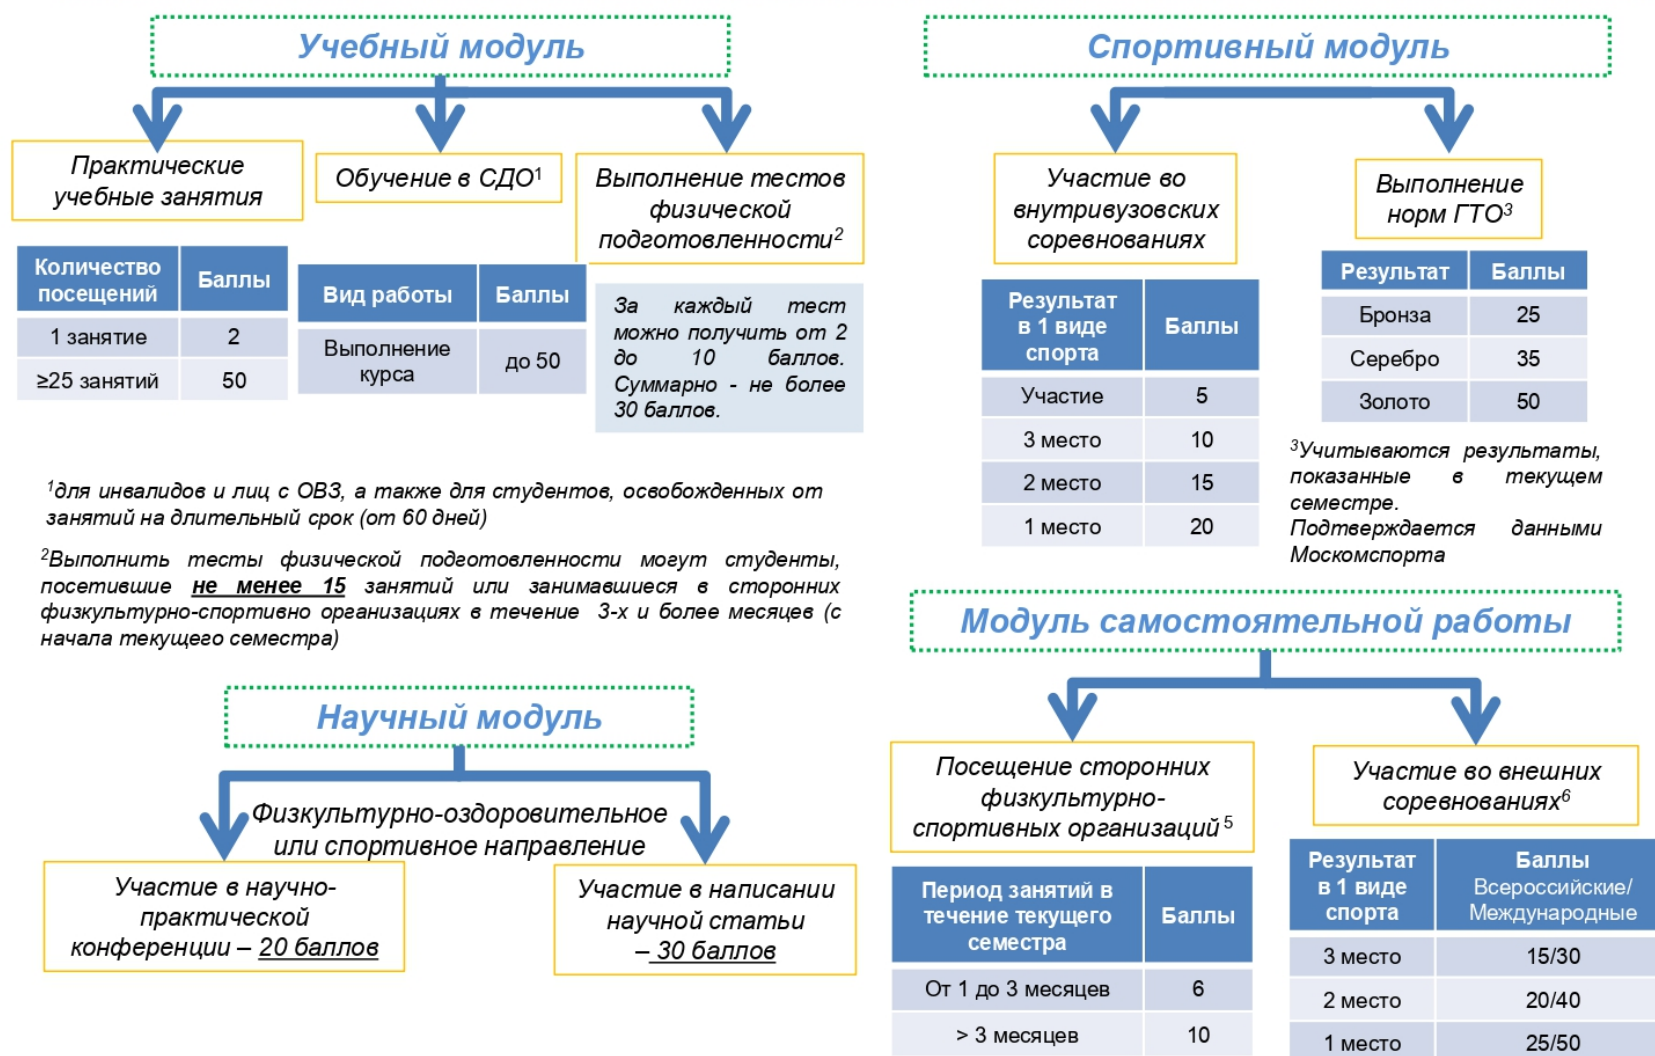 Учебный модуль
Практические
учебные занятия
Обучение в СДО1
Выполнение тестов
физической
подготовленности2
Количество
посещений
Баллы
1 занятие
2
≥25 занятий
50
Вид работы
Баллы
Выполнение
курса
до 50
За каждый тест
можно получить от 2
до 10 баллов.
Суммарно - не более
30 баллов.
1для инвалидов и лиц с ОВЗ, а также для студентов, освобожденных от
занятий на длительный срок (от 60 дней)
2Выполнить тесты физической подготовленности могут студенты,
посетившие не менее 15 занятий или занимавшиеся в сторонних
физкультурно-спортивно организациях в течение 3-х и более месяцев (с
начала текущего семестра)
Спортивный модуль
Участие во
внутривузовских
соревнованиях
Выполнение
норм ГТО3
Результат
в 1 виде
спорта
Баллы
Участие
5
3 место
10
2 место
15
1 место
20
Результат
Баллы
Бронза
25
Серебро
35
Золото
50
3Учитываются результаты,
показанные в текущем
семестре.
Подтверждается данными
Москомспорта
Научный модуль
Физкультурно-оздоровительное
или спортивное направление
Участие в научно-
практической
конференции – 20 баллов
Участие в написании
научной статьи
– 30 баллов
Модуль самостоятельной работы
Посещение сторонних
физкультурно-
спортивных организаций 5
Участие во внешних
соревнованиях6
Период занятий в
течение текущего
семестра
Баллы
От 1 до 3 месяцев
6
> 3 месяцев
10
Результат
в 1 виде
спорта
Баллы
Всероссийские/
Международные
3 место
15/30
2 место
20/40
1 место
25/50